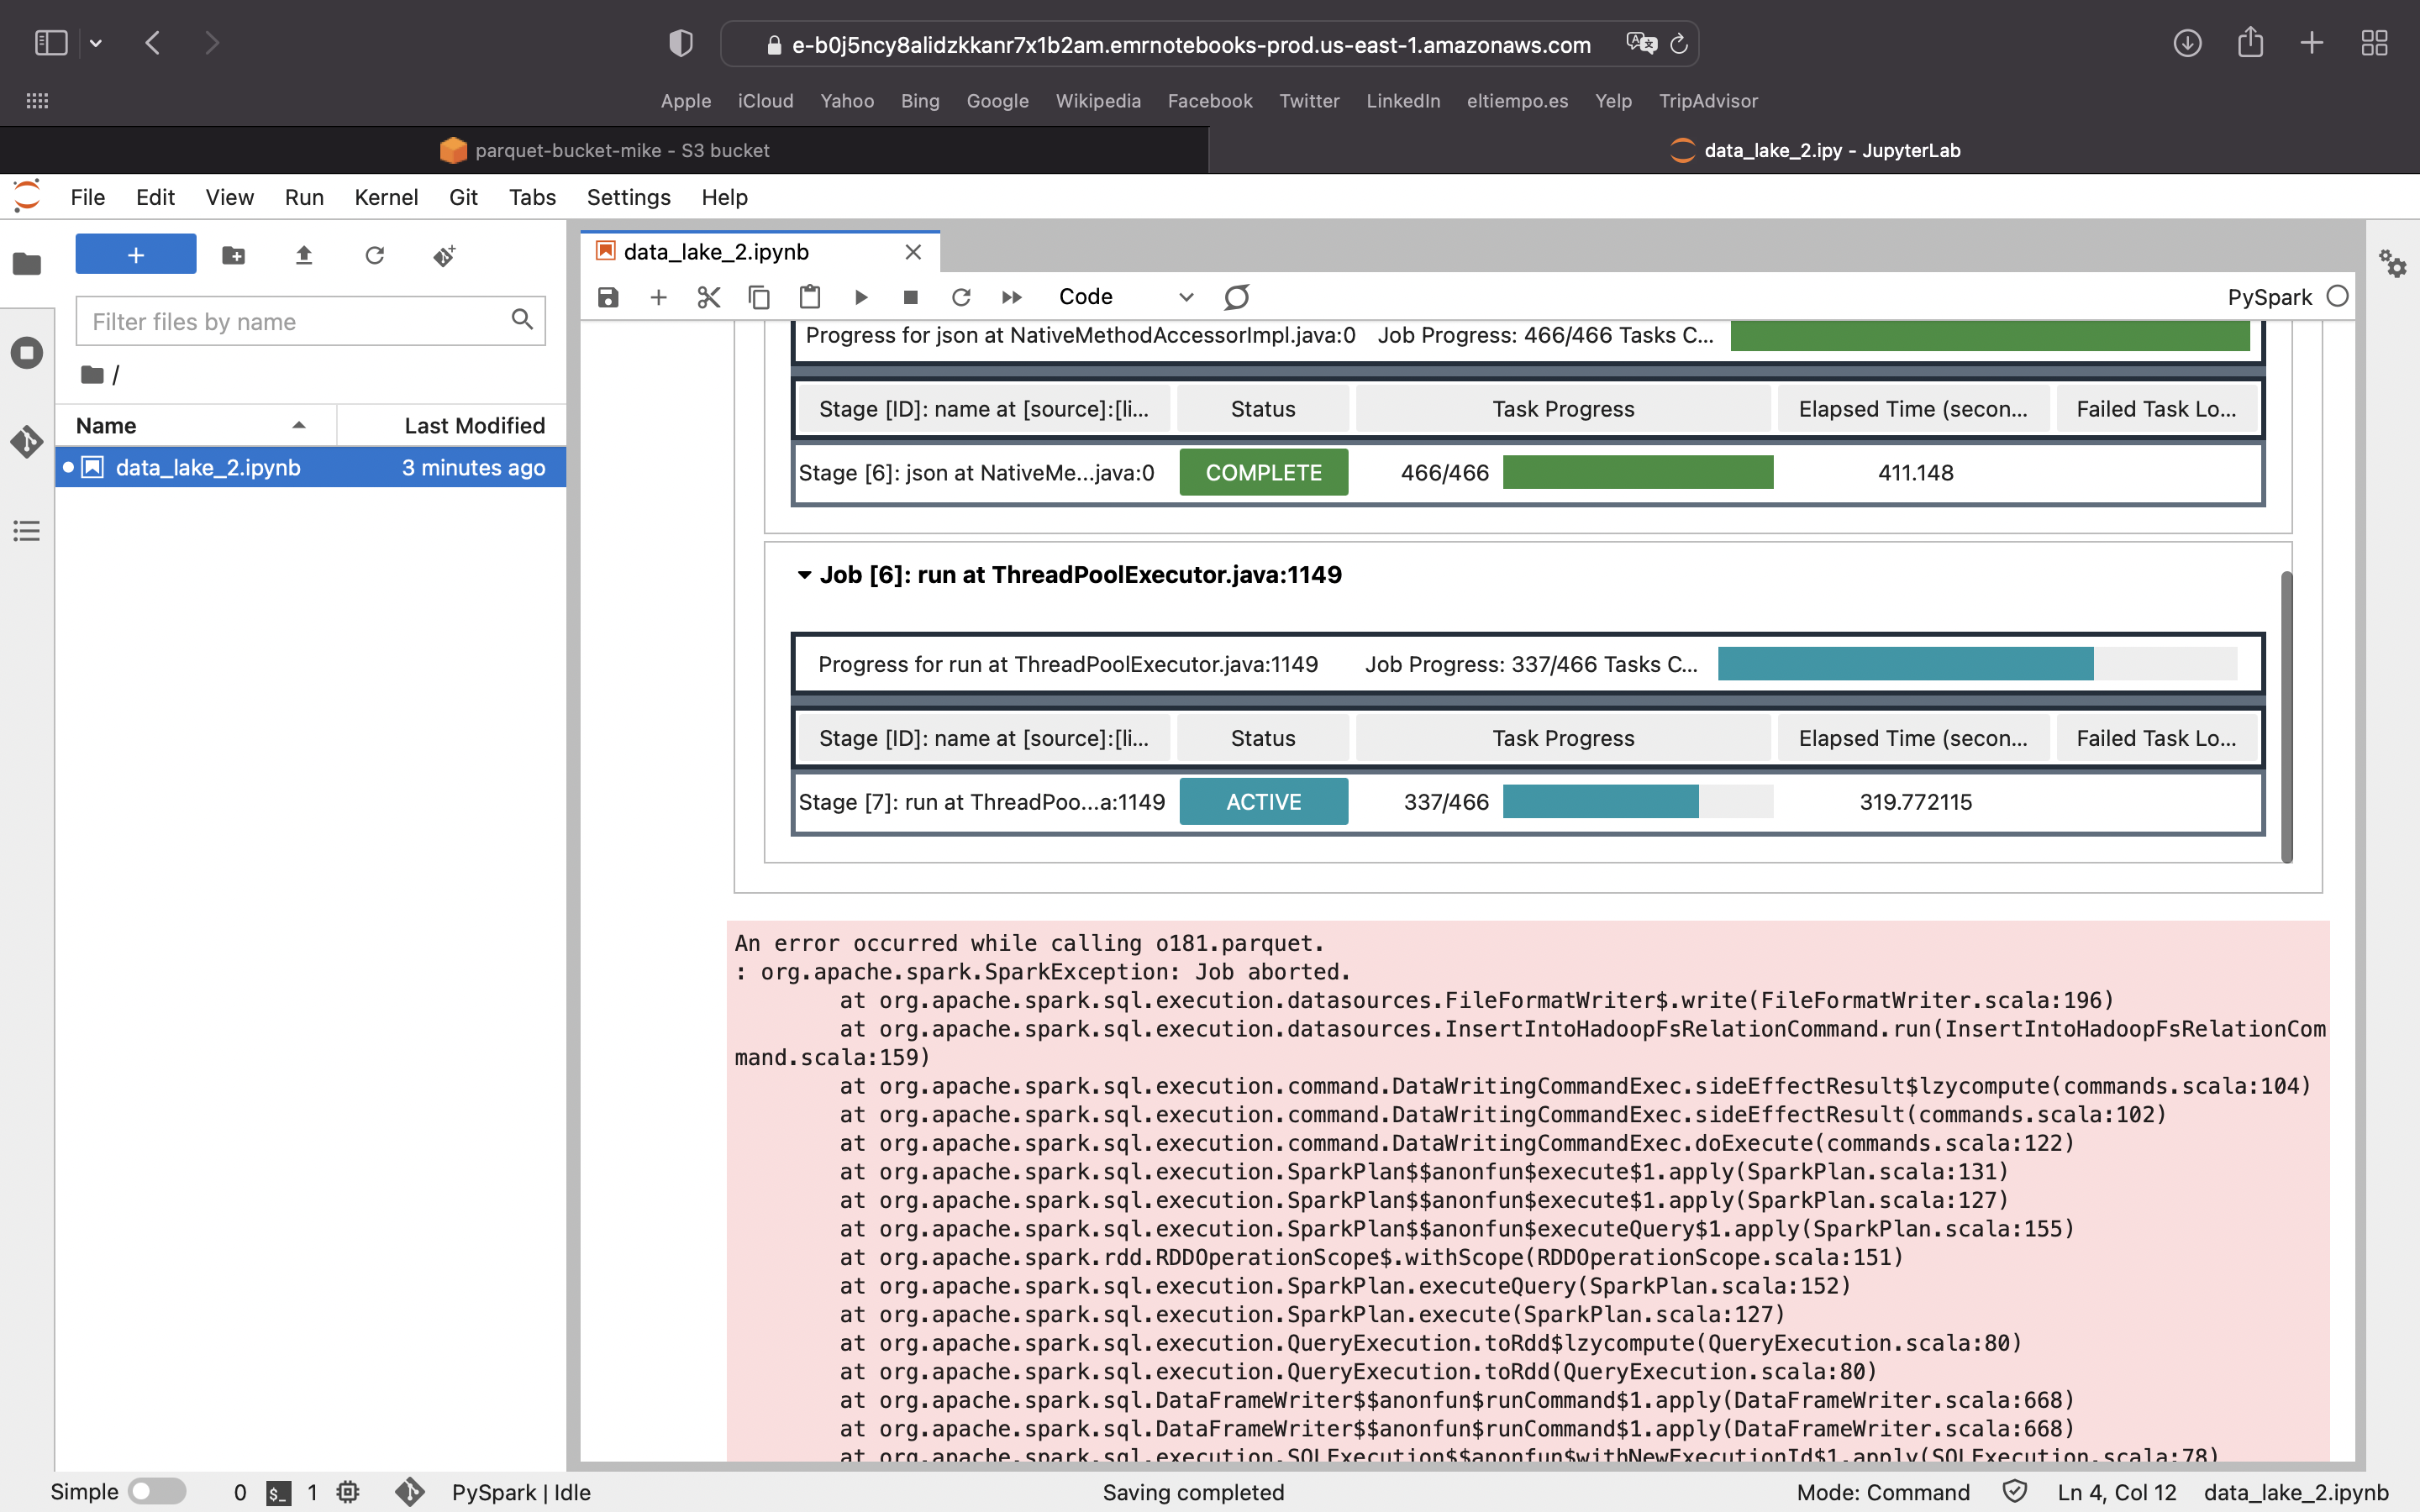 e-b0j5ncy8alidzkkanr7x1b2am.emrnotebooks-prod.us-east-1.amazonaws.com
Apple iCloud Yahoo Bing Google Wikipedia Facebook Twitter LinkedIn eltiempo.es Yelp TripAdvisor
parquet-bucket-mike - S3 bucket
data_lake_2.ipy - JupyterLab
File Edit View Run Kernel Git Tabs Settings Help
data_lake_2.ipynb
Code
PySpark
Filter files by name
/
Name Last Modified
data_lake_2.ipynb 3 minutes ago
Progress for json at NativeMethodAccessorImpl.java:0 Job Progress: 466/466 Tasks C...
Stage [ID]: name at [source]:[li... Status Task Progress Elapsed Time (secon... Failed Task Lo...
Stage [6]: json at NativeMe...java:0 COMPLETE 466/466 411.148
Job [6]: run at ThreadPoolExecutor.java:1149
Progress for run at ThreadPoolExecutor.java:1149 Job Progress: 337/466 Tasks C...
Stage [ID]: name at [source]:[li... Status Task Progress Elapsed Time (secon... Failed Task Lo...
Stage [7]: run at ThreadPoo...a:1149 ACTIVE 337/466 319.772115
An error occurred while calling o181.parquet.
: org.apache.spark.SparkException: Job aborted.
at org.apache.spark.sql.execution.datasources.FileFormatWriter$.write(FileFormatWriter.scala:196)
at org.apache.spark.sql.execution.datasources.InsertIntoHadoopFsRelationCommand.run(InsertIntoHadoopFsRelationCom
mand.scala:159)
at org.apache.spark.sql.execution.command.DataWritingCommandExec.sideEffectResult$lzycompute(commands.scala:104)
at org.apache.spark.sql.execution.command.DataWritingCommandExec.sideEffectResult(commands.scala:102)
at org.apache.spark.sql.execution.command.DataWritingCommandExec.doExecute(commands.scala:122)
at org.apache.spark.sql.execution.SparkPlan$$anonfun$execute$1.apply(SparkPlan.scala:131)
at org.apache.spark.sql.execution.SparkPlan$$anonfun$execute$1.apply(SparkPlan.scala:127)
at org.apache.spark.sql.execution.SparkPlan$$anonfun$executeQuery$1.apply(SparkPlan.scala:155)
at org.apache.spark.rdd.RDDOperationScope$.withScope(RDDOperationScope.scala:151)
at org.apache.spark.sql.execution.SparkPlan.executeQuery(SparkPlan.scala:152)
at org.apache.spark.sql.execution.SparkPlan.execute(SparkPlan.scala:127)
at org.apache.spark.sql.execution.QueryExecution.toRdd$lzycompute(QueryExecution.scala:80)
at org.apache.spark.sql.execution.QueryExecution.toRdd(QueryExecution.scala:80)
at org.apache.spark.sql.DataFrameWriter$$anonfun$runCommand$1.apply(DataFrameWriter.scala:668)
at org.apache.spark.sql.DataFrameWriter$$anonfun$runCommand$1.apply(DataFrameWriter.scala:668)
at org.apache.spark.sql.execution.SQLExecution$$anonfun$withNewExecutionId$1.apply(SQLExecution.scala:78)
Simple 0 $_ 1 PySpark | Idle Saving completed Mode: Command Ln 4, Col 12 data_lake_2.ipynb